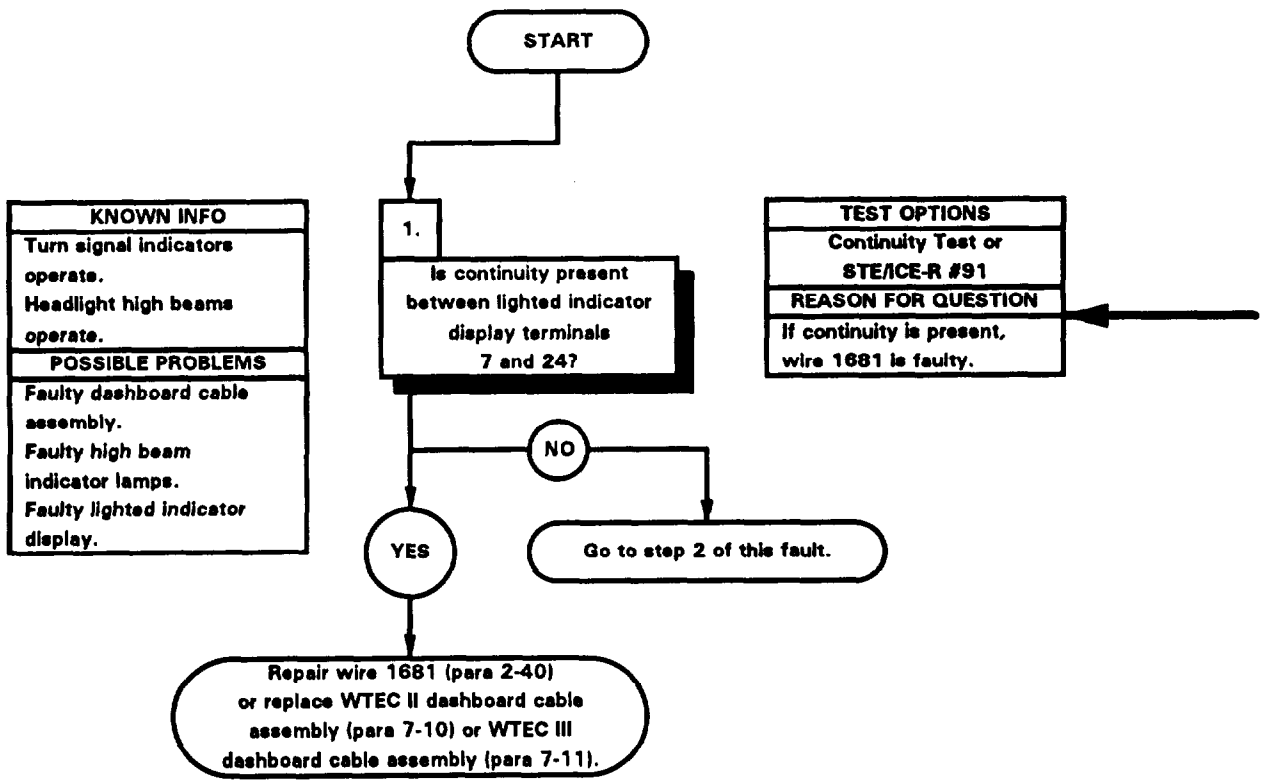 START
KNOWN INFO
Turn signal indicators
operate.
Headlight high beams
operate.
POSSIBLE PROBLEMS
Faulty dashboard cable
assembly.
Faulty high beam
indicator lamps.
Faulty lighted indicator
display.
1.
Is continuity present
between lighted indicator
display terminals
7 and 24?
TEST OPTIONS
Continuity Test or
STE/ICE-R #91
REASON FOR QUESTION
If continuity is present,
wire 1681 is faulty.
NO
YES
Go to step 2 of this fault.
Repair wire 1681 (para 2-40)
or replace WTEC II dashboard cable
assembly (para 7-10) or WTEC III
dashboard cable assembly (para 7-11).